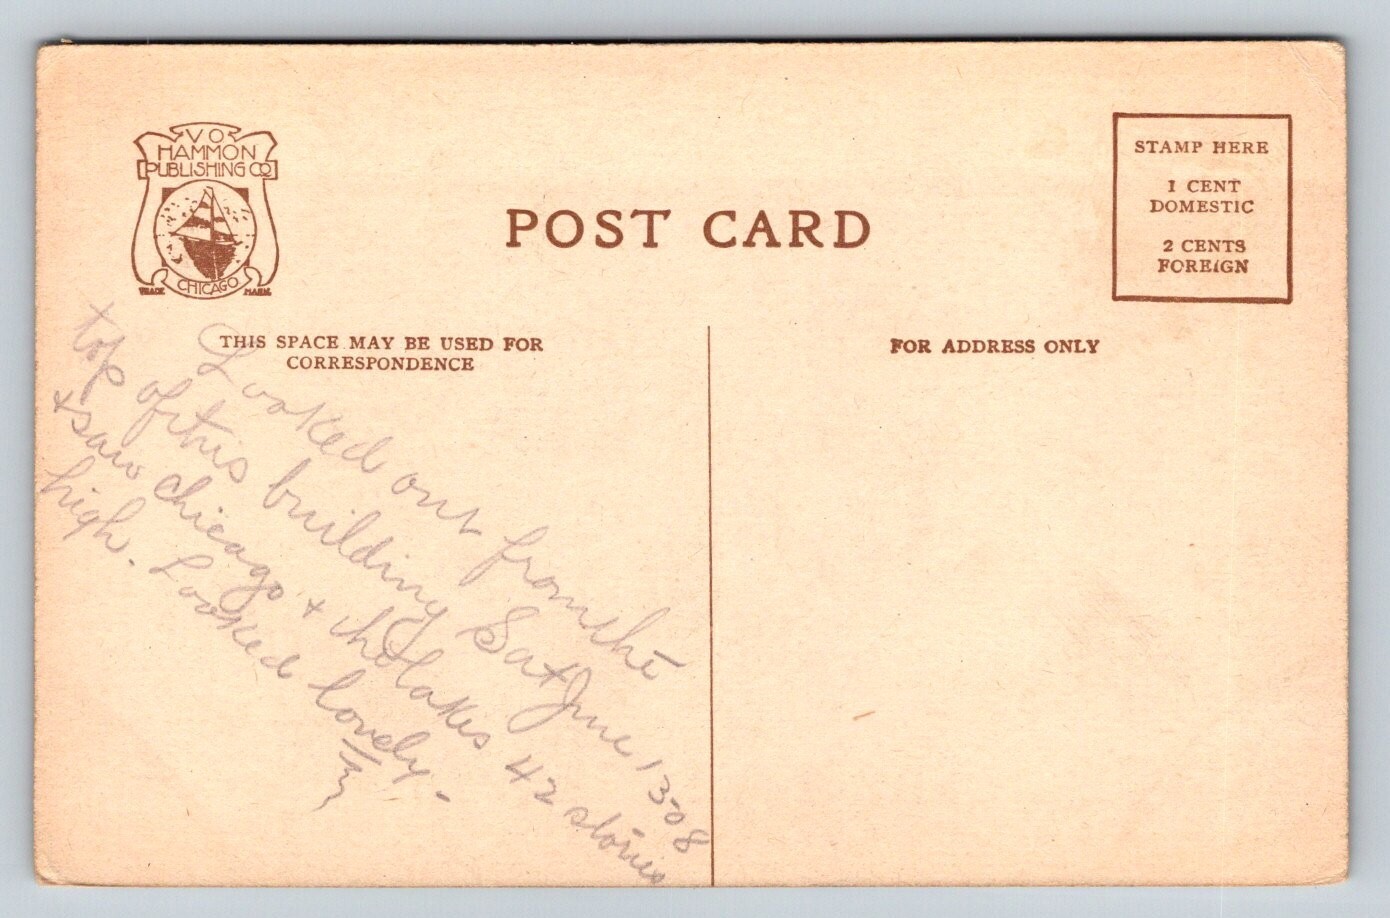 V O
HAMMON
PUBLISHING CO
CHICAGO
TRADE MARK
POST CARD
STAMP HERE
1 CENT
DOMESTIC
2 CENTS
FOREIGN
THIS SPACE MAY BE USED FOR
CORRESPONDENCE
FOR ADDRESS ONLY
Looked out from the
top of this building Sat June 13-08
+ saw chicago + the lakes 42 stories
high. Looked lovely-